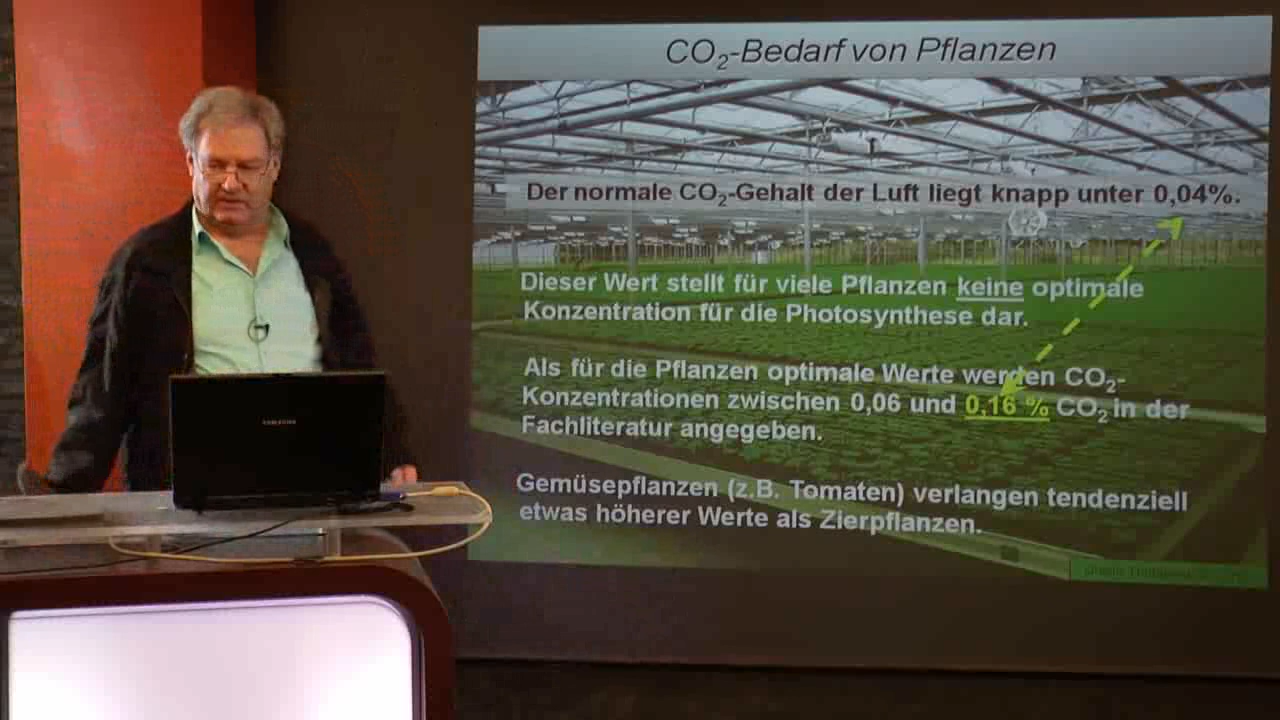 CO₂-Bedarf von Pflanzen
Der normale CO₂-Gehalt der Luft liegt knapp unter 0,04%.
Dieser Wert stellt für viele Pflanzen keine optimale
Konzentration für die Photosynthese dar.
Als für die Pflanzen optimale Werte werden CO₂-
Konzentrationen zwischen 0,06 und 0,16 % CO₂ in der
Fachliteratur angegeben.
Gemüsepflanzen (z.B. Tomaten) verlangen tendenziell
etwas höherer Werte als Zierpflanzen.
SAMSUNG